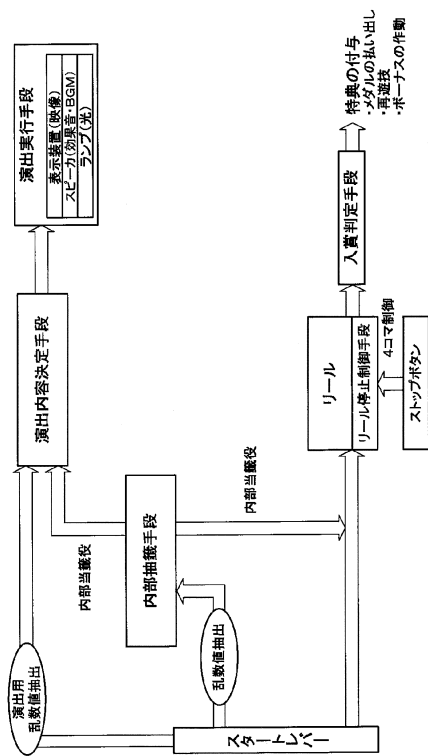 演出用
乱数値抽出
演出内容決定手段
演出実行手段
表示装置(映像)
スピーカ(効果音・BGM)
ランプ(光)
内部当籤役
内部抽籤手段
内部当籤役
乱数値抽出
スタートレバー
リール
リール停止制御手段
4コマ制御
ストップボタン
入賞判定手段
特典の付与
・メダルの払い出し
・再遊技
・ボーナスの作動